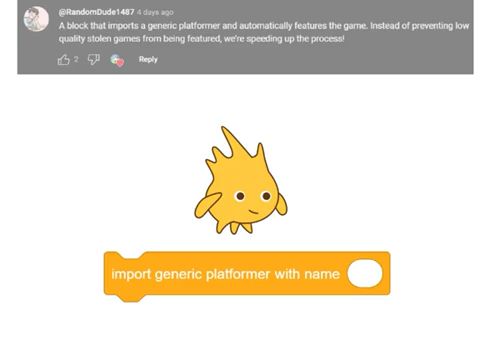 @RandomDude1487 4 days ago
A block that imports a generic platformer and automatically features the game. Instead of preventing low
quality stolen games from being featured, we're speeding up the process!
2 Reply
import generic platformer with name